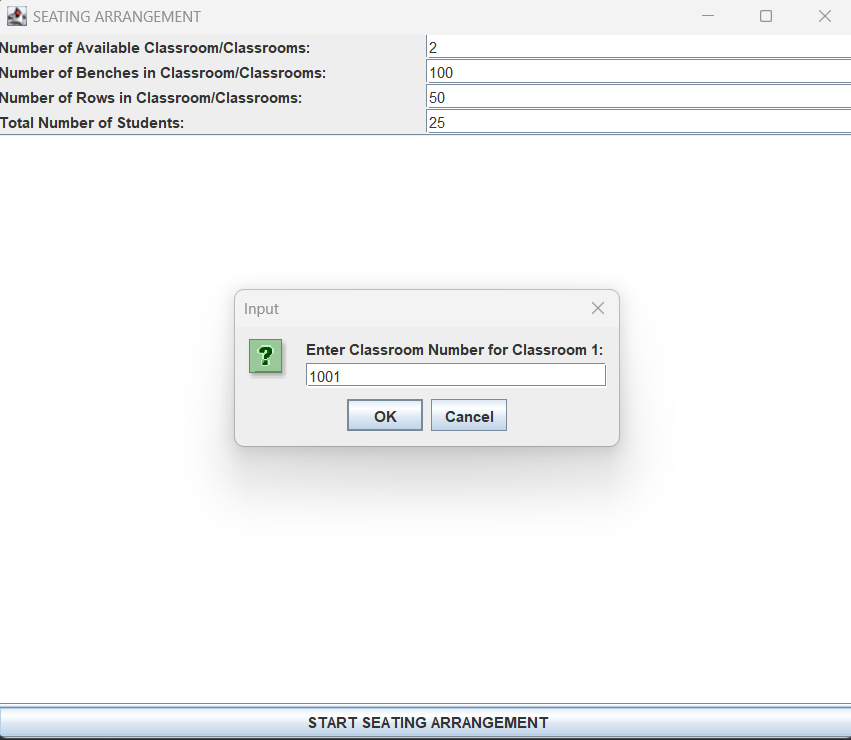 SEATING ARRANGEMENT
Number of Available Classroom/Classrooms: 2
Number of Benches in Classroom/Classrooms: 100
Number of Rows in Classroom/Classrooms: 50
Total Number of Students: 25
Input
?
Enter Classroom Number for Classroom 1:
1001
OK Cancel
START SEATING ARRANGEMENT